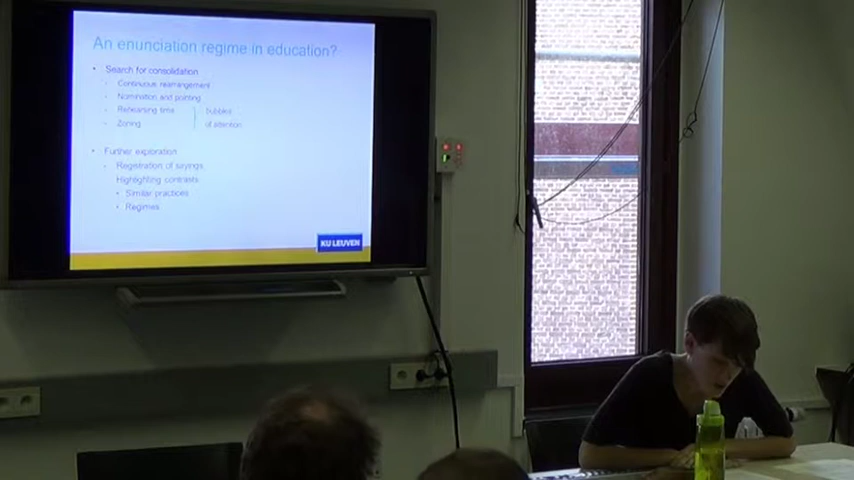 An enunciation regime in education?
• Search for consolidation
- Continuous rearrangement
- Nomination and pointing
- Rehearsing time
bubbles
- Zoning
of attention
• Further exploration
- Registration of sayings
Highlighting contrasts
• Similar practices
• Regimes
KU LEUVEN